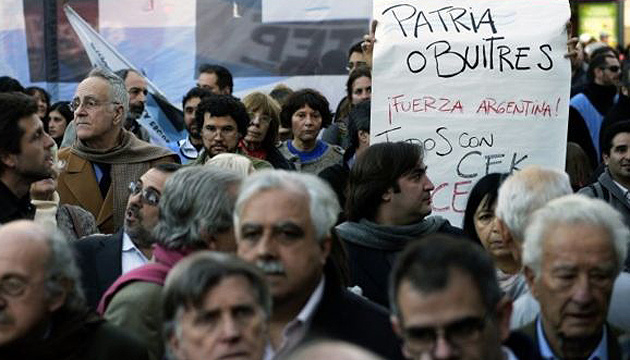 PATRIA
O BUITRES
¡FUERZA ARGENTINA!
TODOS CON
CFK